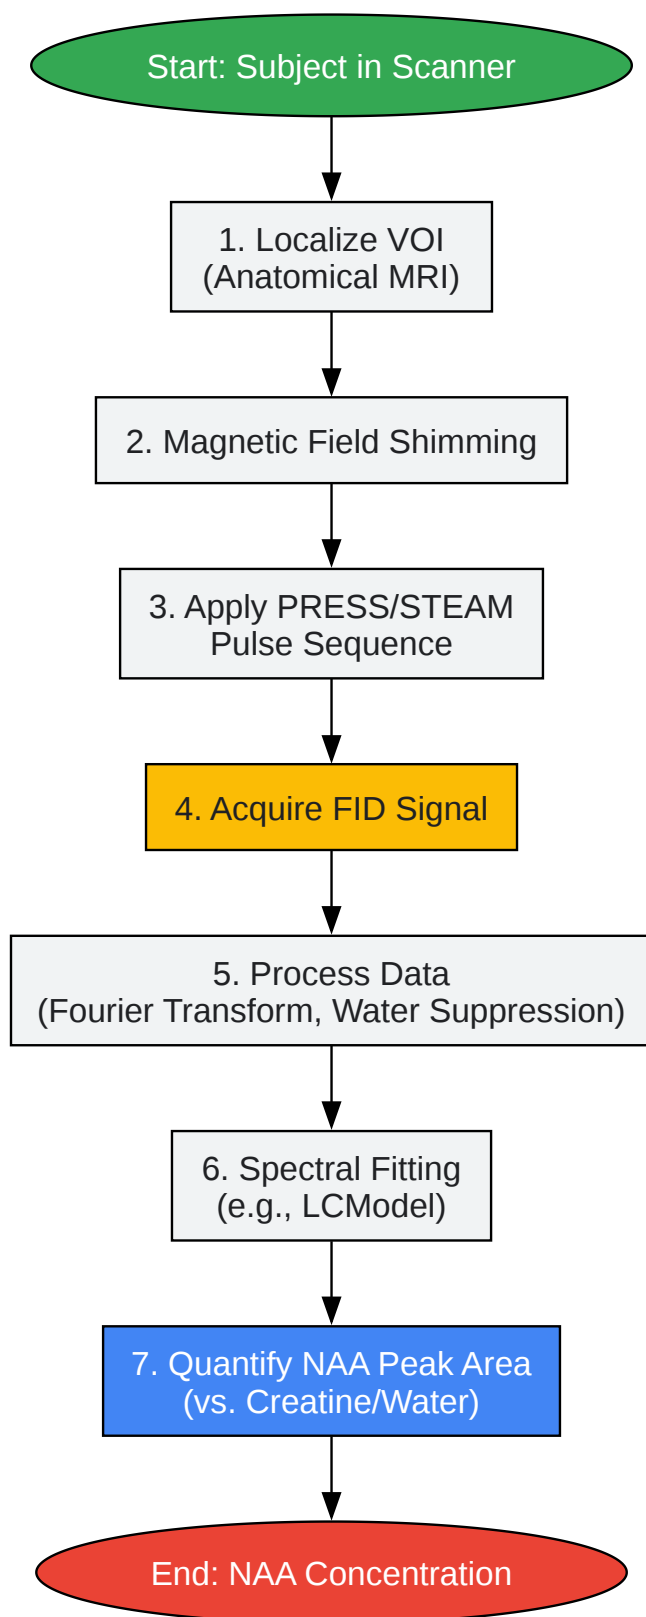 Start: Subject in Scanner
1. Localize VOI
(Anatomical MRI)
2. Magnetic Field Shimming
3. Apply PRESS/STEAM
Pulse Sequence
4. Acquire FID Signal
5. Process Data
(Fourier Transform, Water Suppression)
6. Spectral Fitting
(e.g., LCModel)
7. Quantify NAA Peak Area
(vs. Creatine/Water)
End: NAA Concentration